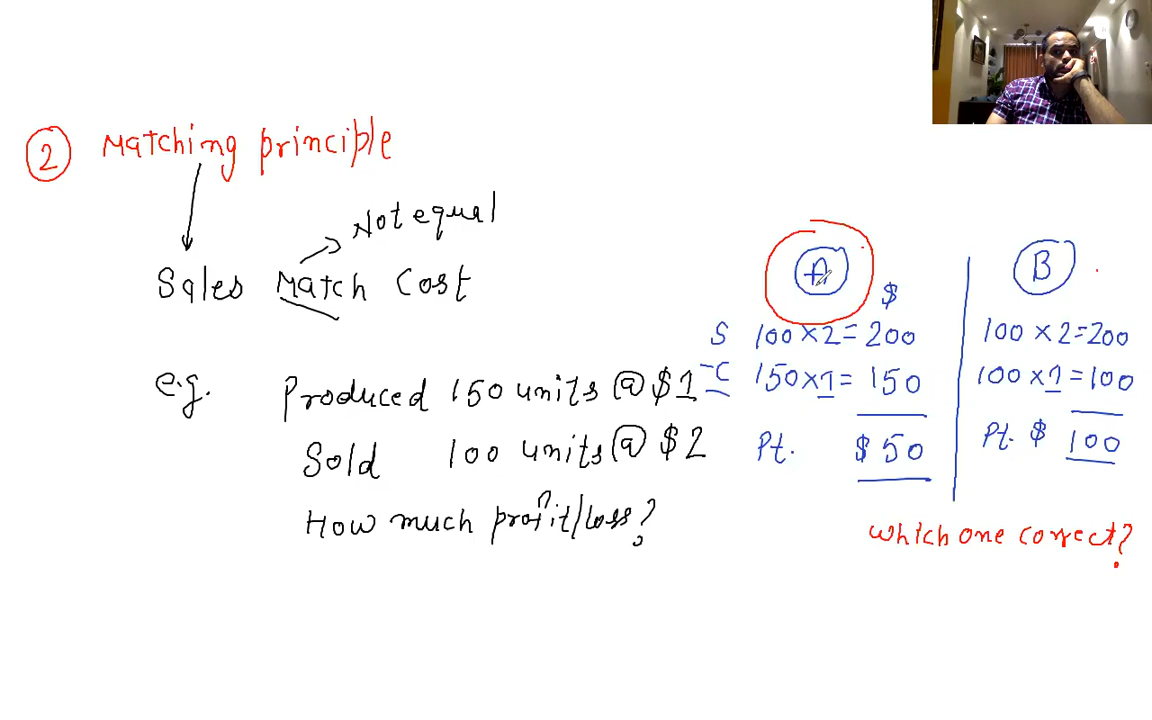 2 Matching principle
Not equal
Sales Match Cost
e.g. Produced 150 units @ $1
Sold 100 units @ $2
How much profit/loss?
A
$
S 100 × 2 = 200
- C 150 × 1 = 150
Pt. $ 50
B
100 × 2 = 200
100 × 1 = 100
Pt. $ 100
which one correct?